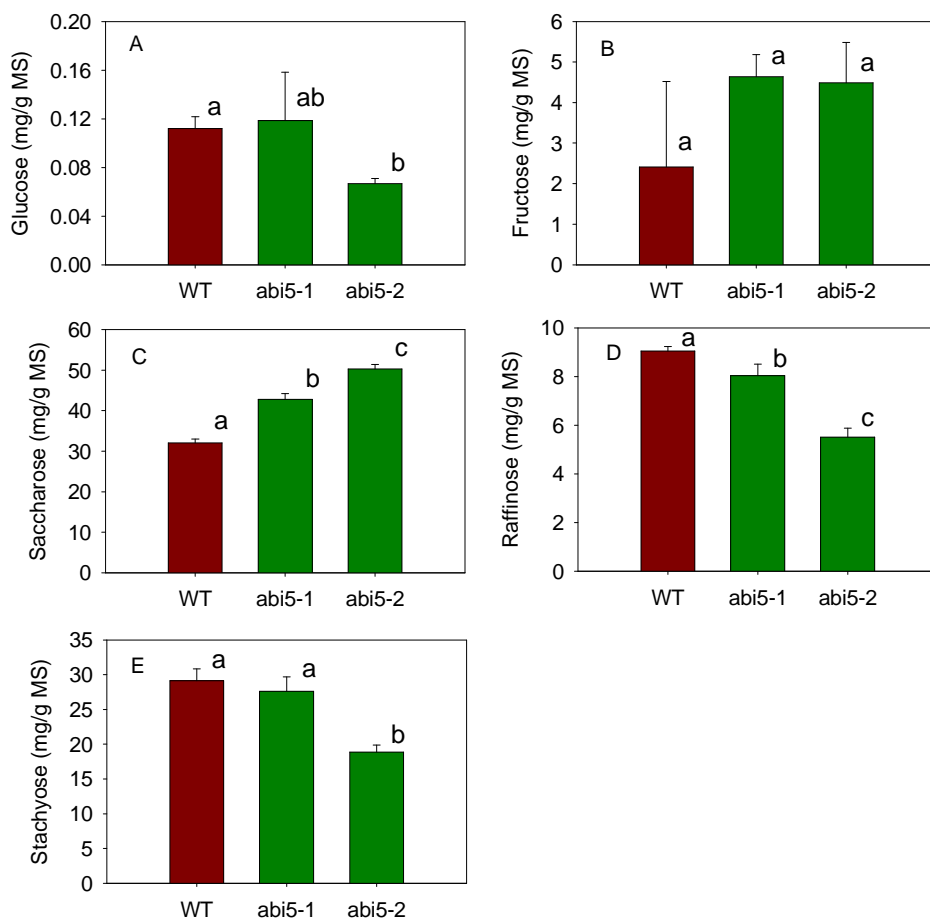 A
Glucose (mg/g MS)
0.20
0.16
0.12
0.08
0.04
0.00
a
ab
b
WT
abi5-1
abi5-2
B
Fructose (mg/g MS)
6
5
4
3
2
1
0
a
a
a
WT
abi5-1
abi5-2
C
Saccharose (mg/g MS)
60
50
40
30
20
10
0
a
b
c
WT
abi5-1
abi5-2
D
Raffinose (mg/g MS)
10
8
6
4
2
0
a
b
c
WT
abi5-1
abi5-2
E
Stachyose (mg/g MS)
35
30
25
20
15
10
5
0
a
a
b
WT
abi5-1
abi5-2